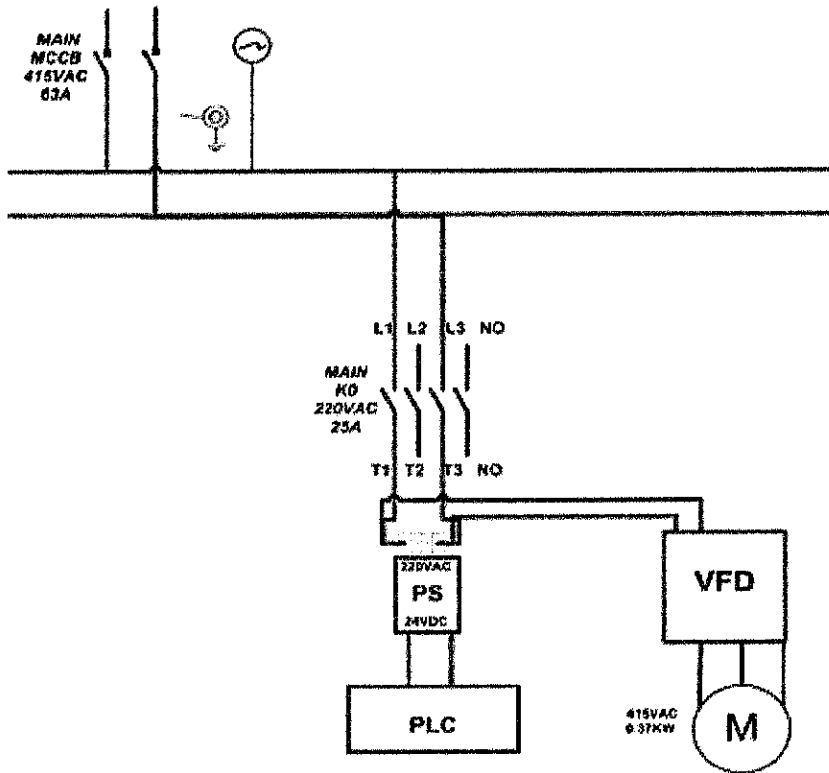 MAIN
MCCB
415VAC
63A
L1 L2 L3 NO
MAIN
K0
220VAC
25A
T1 T2 T3 NO
220VAC
PS
24VDC
VFD
PLC
415VAC
0.37KW
M